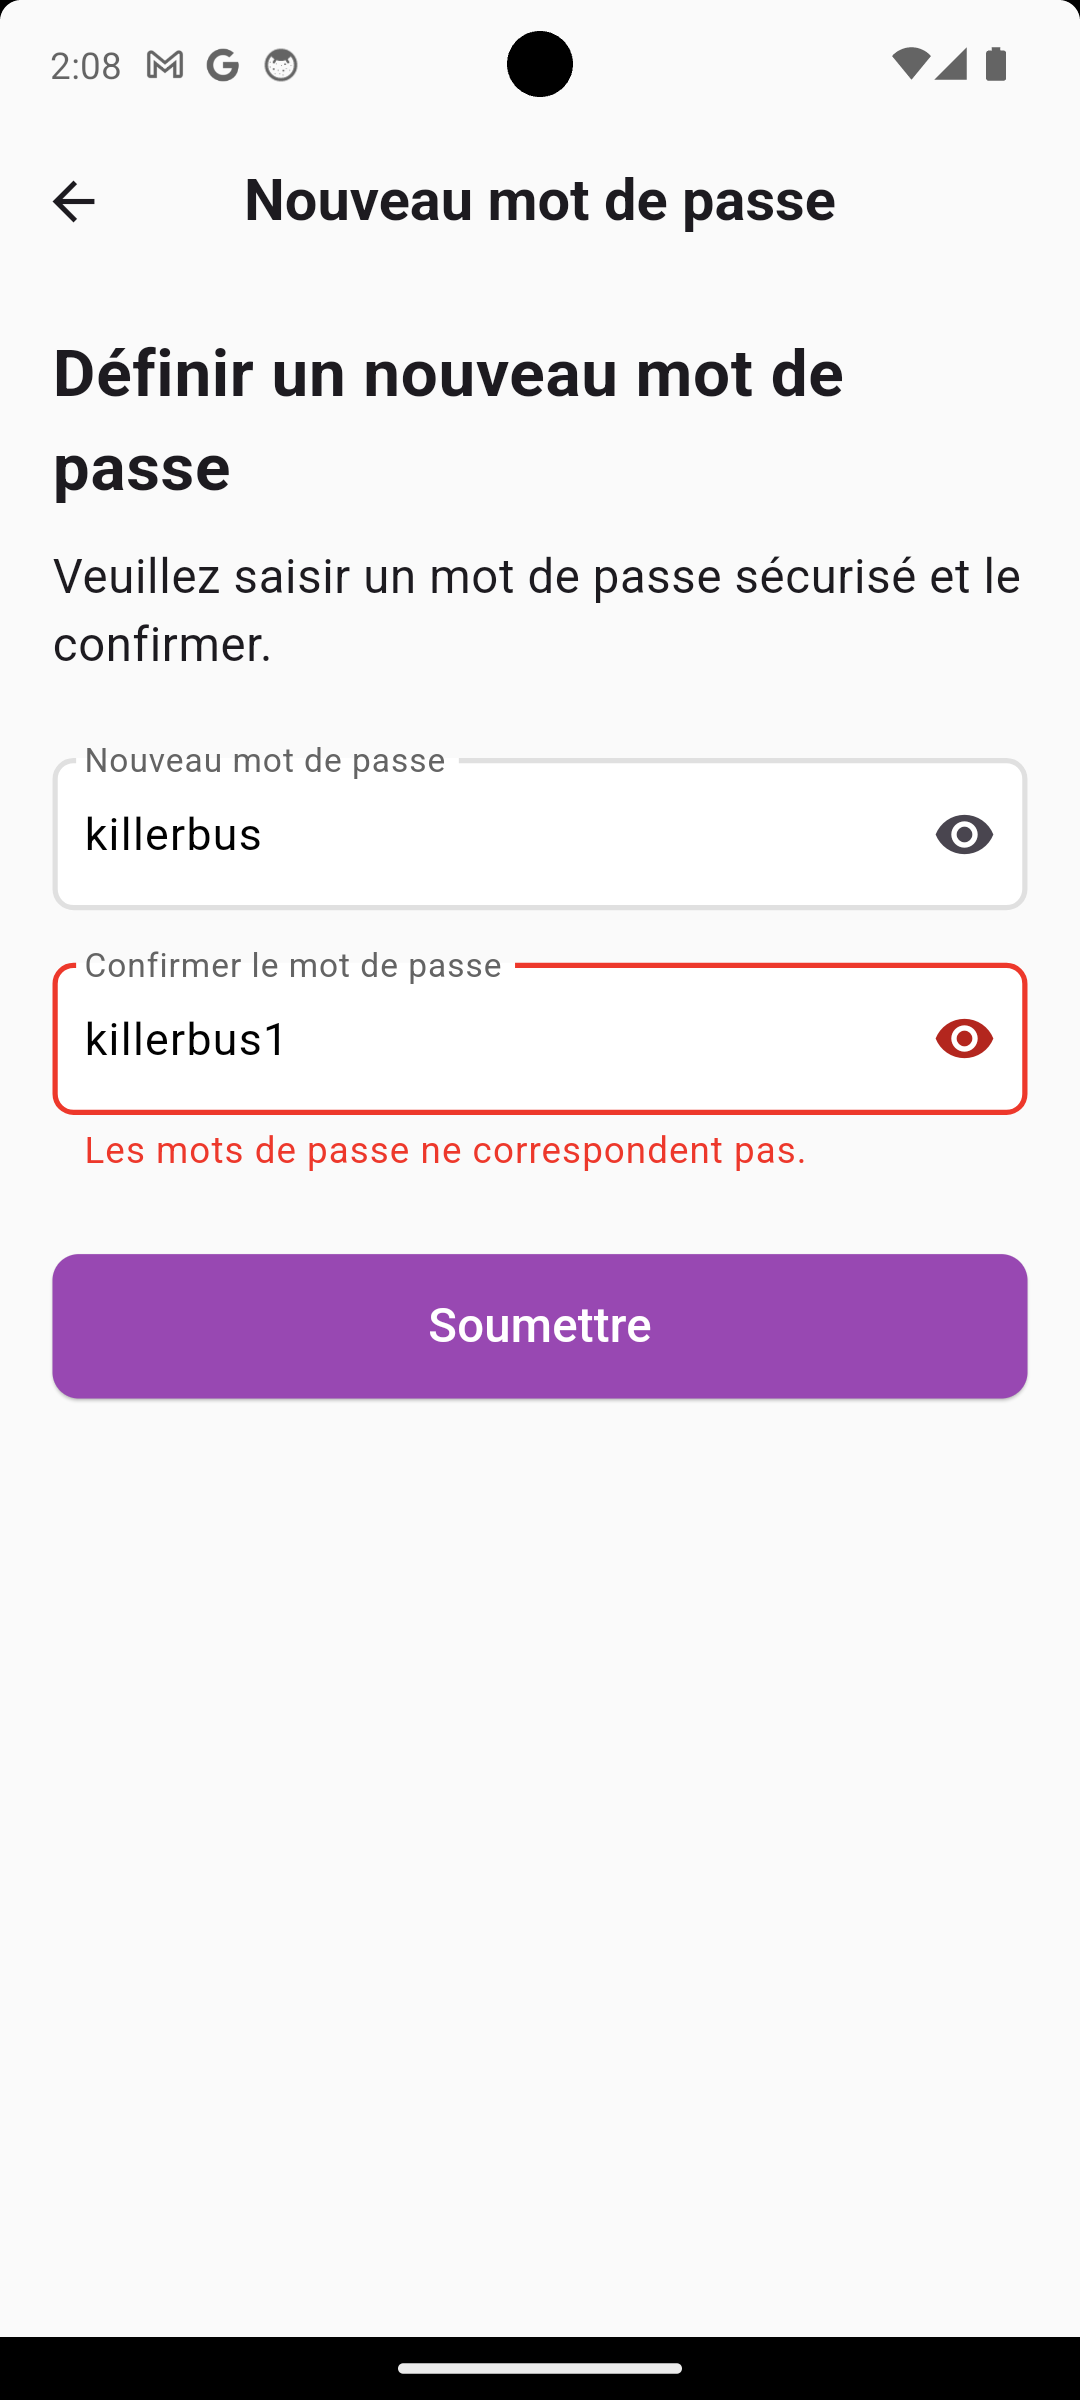 2:08
Nouveau mot de passe
Définir un nouveau mot de
passe
Veuillez saisir un mot de passe sécurisé et le
confirmer.
Nouveau mot de passe
killerbus
Confirmer le mot de passe
killerbus1
Les mots de passe ne correspondent pas.
Soumettre